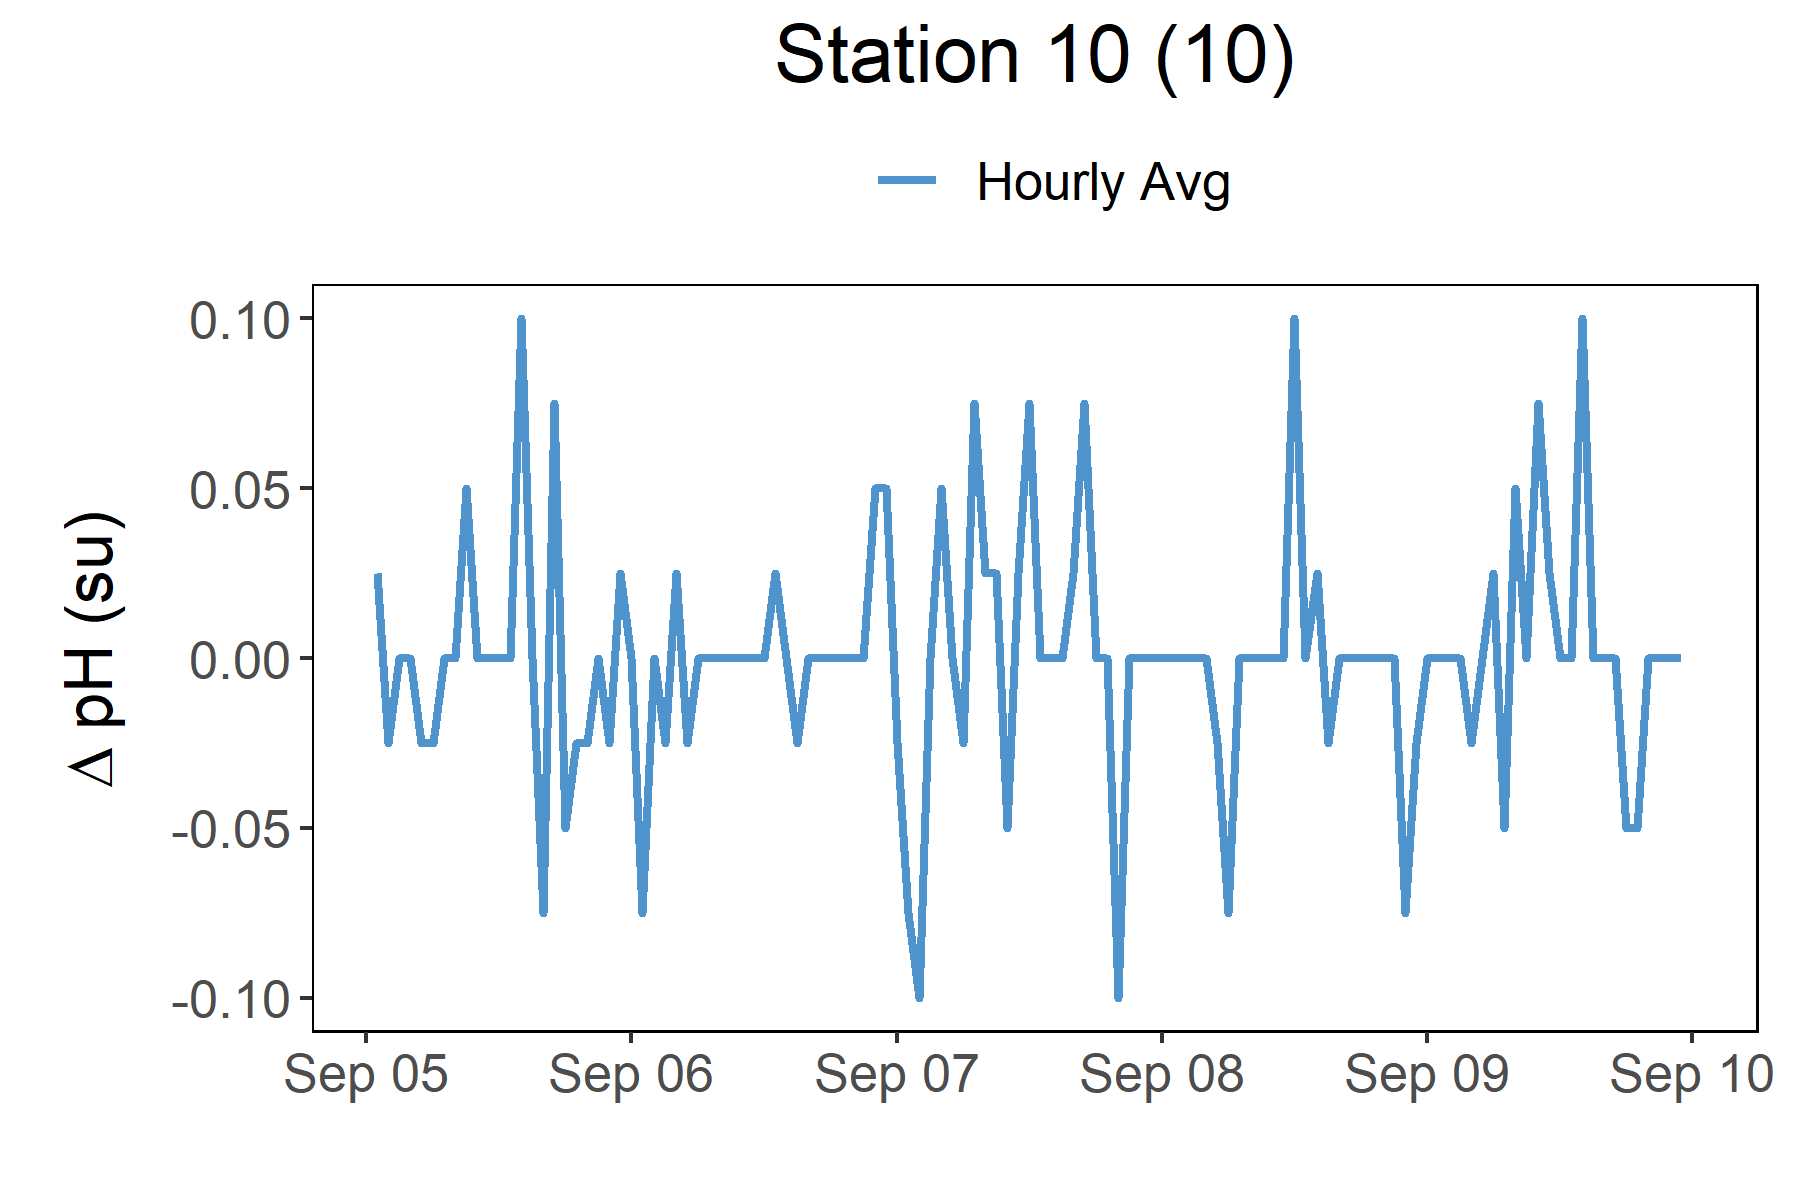 Station 10 (10)
Hourly Avg
Δ pH (su)
0.10
0.05
0.00
-0.05
-0.10
Sep 05 Sep 06 Sep 07 Sep 08 Sep 09 Sep 10